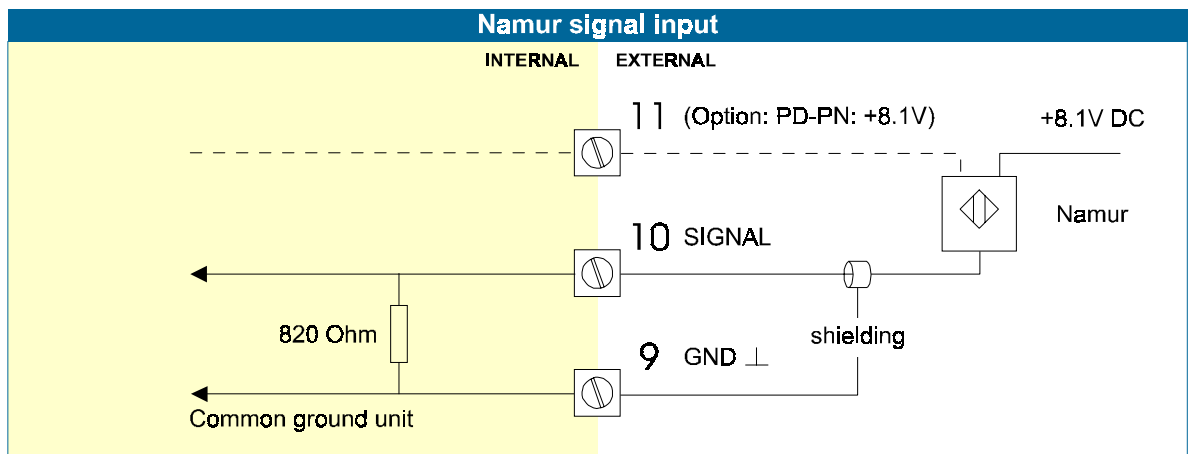 Namur signal input
INTERNAL EXTERNAL
11 (Option: PD-PN: +8.1V) +8.1V DC
Namur
10 SIGNAL
820 Ohm
shielding
9 GND ⊥
Common ground unit